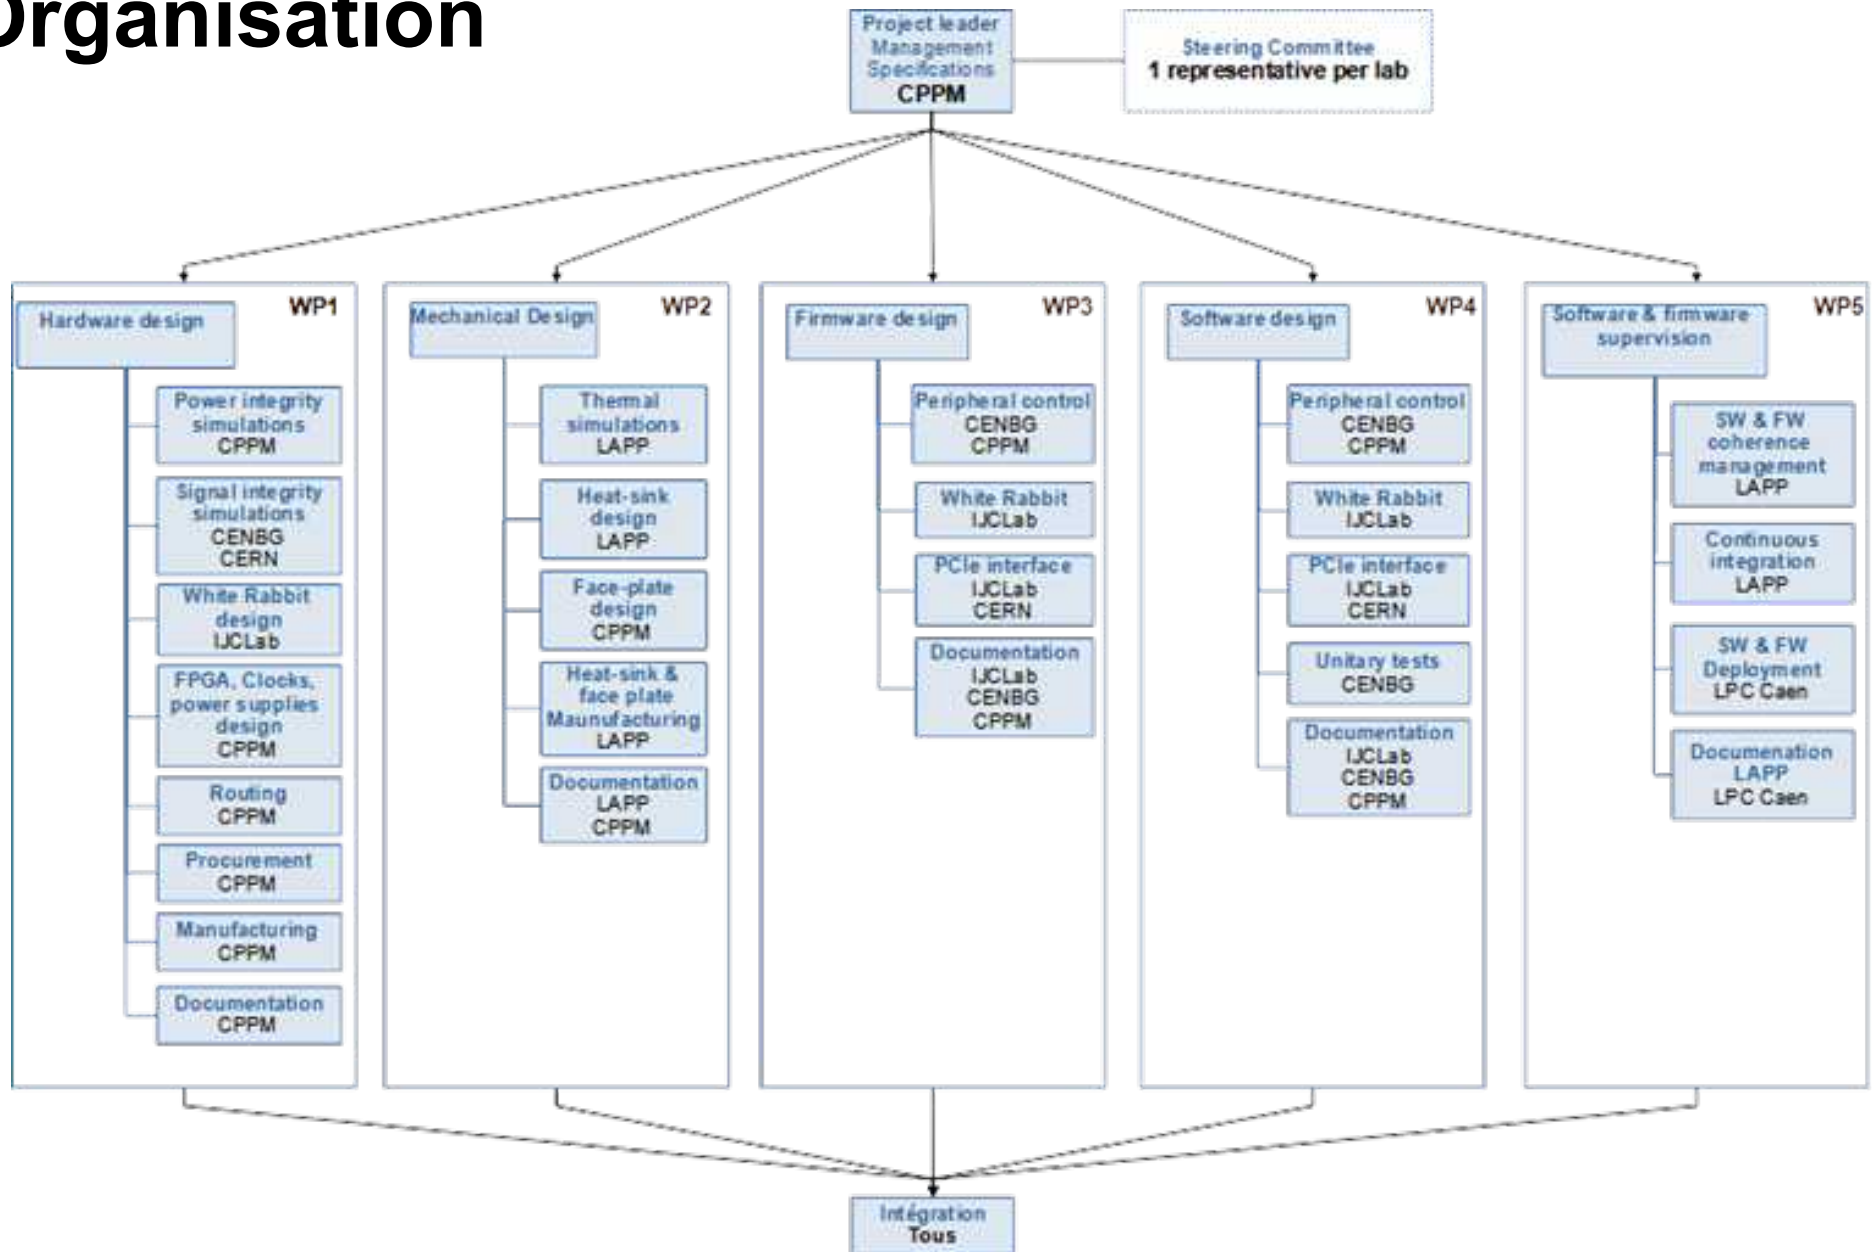 Organisation
Project leader
Management
Specifications
CPPM
Steering Committee
1 representative per lab
WP1
Hardware design
Power integrity
simulations
CPPM
Signal integrity
simulations
CENBG
CERN
White Rabbit
design
IJCLab
FPGA, Clocks,
power supplies
design
CPPM
Routing
CPPM
Procurement
CPPM
Manufacturing
CPPM
Documentation
CPPM
WP2
Mechanical Design
Thermal
simulations
LAPP
Heat-sink
design
LAPP
Face-plate
design
CPPM
Heat-sink &
face plate
Maunufacturing
LAPP
Documentation
LAPP
CPPM
WP3
Firmware design
Peripheral control
CENBG
CPPM
White Rabbit
IJCLab
PCIe interface
IJCLab
CERN
Documentation
IJCLab
CENBG
CPPM
WP4
Software design
Peripheral control
CENBG
CPPM
White Rabbit
IJCLab
PCIe interface
IJCLab
CERN
Unitary tests
CENBG
Documentation
IJCLab
CENBG
CPPM
WP5
Software & firmware
supervision
SW & FW
coherence
management
LAPP
Continuous
integration
LAPP
SW & FW
Deployment
LPC Caen
Documenation
LAPP
LPC Caen
Intégration
Tous